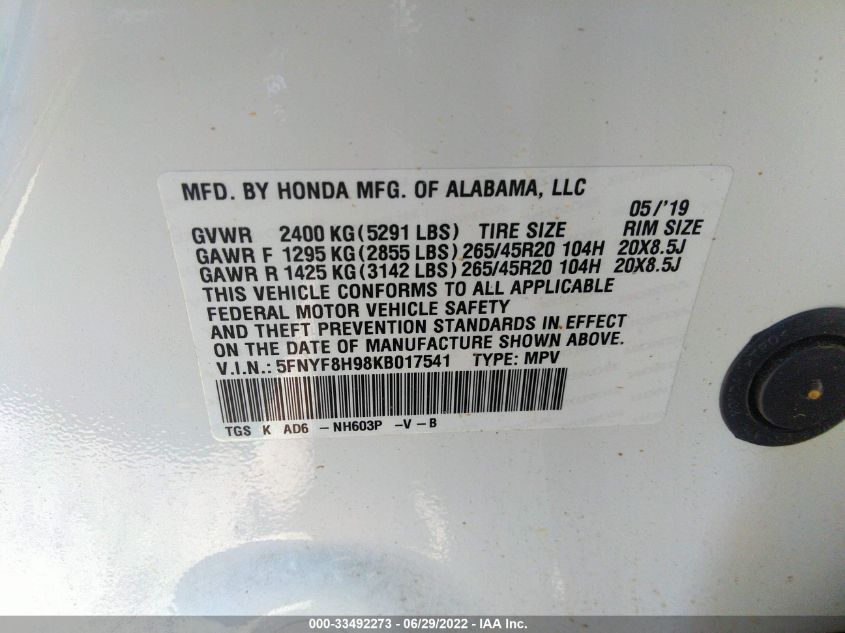 MFD. BY HONDA MFG. OF ALABAMA, LLC
05/'19
GVWR 2400 KG(5291 LBS) TIRE SIZE RIM SIZE
GAWR F 1295 KG(2855 LBS) 265/45R20 104H 20X8.5J
GAWR R 1425 KG(3142 LBS) 265/45R20 104H 20X8.5J
THIS VEHICLE CONFORMS TO ALL APPLICABLE
FEDERAL MOTOR VEHICLE SAFETY
AND THEFT PREVENTION STANDARDS IN EFFECT
ON THE DATE OF MANUFACTURE SHOWN ABOVE.
V.I.N.: 5FNYF8H98KB017541 TYPE: MPV
TGS K AD6 -NH603P -V-B
000-33492273 - 06/29/2022 - IAA Inc.